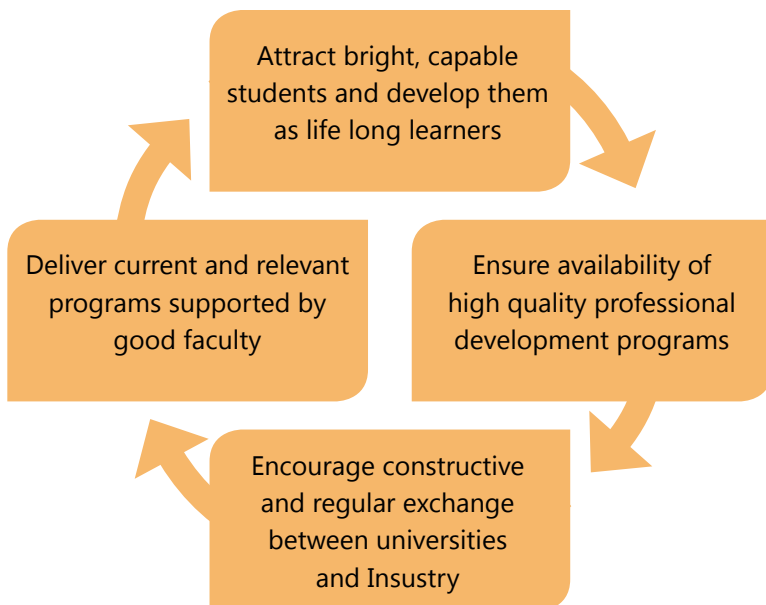 Attract bright, capable
students and develop them
as life long learners
Ensure availability of
high quality professional
development programs
Encourage constructive
and regular exchange
between universities
and Insustry
Deliver current and relevant
programs supported by
good faculty